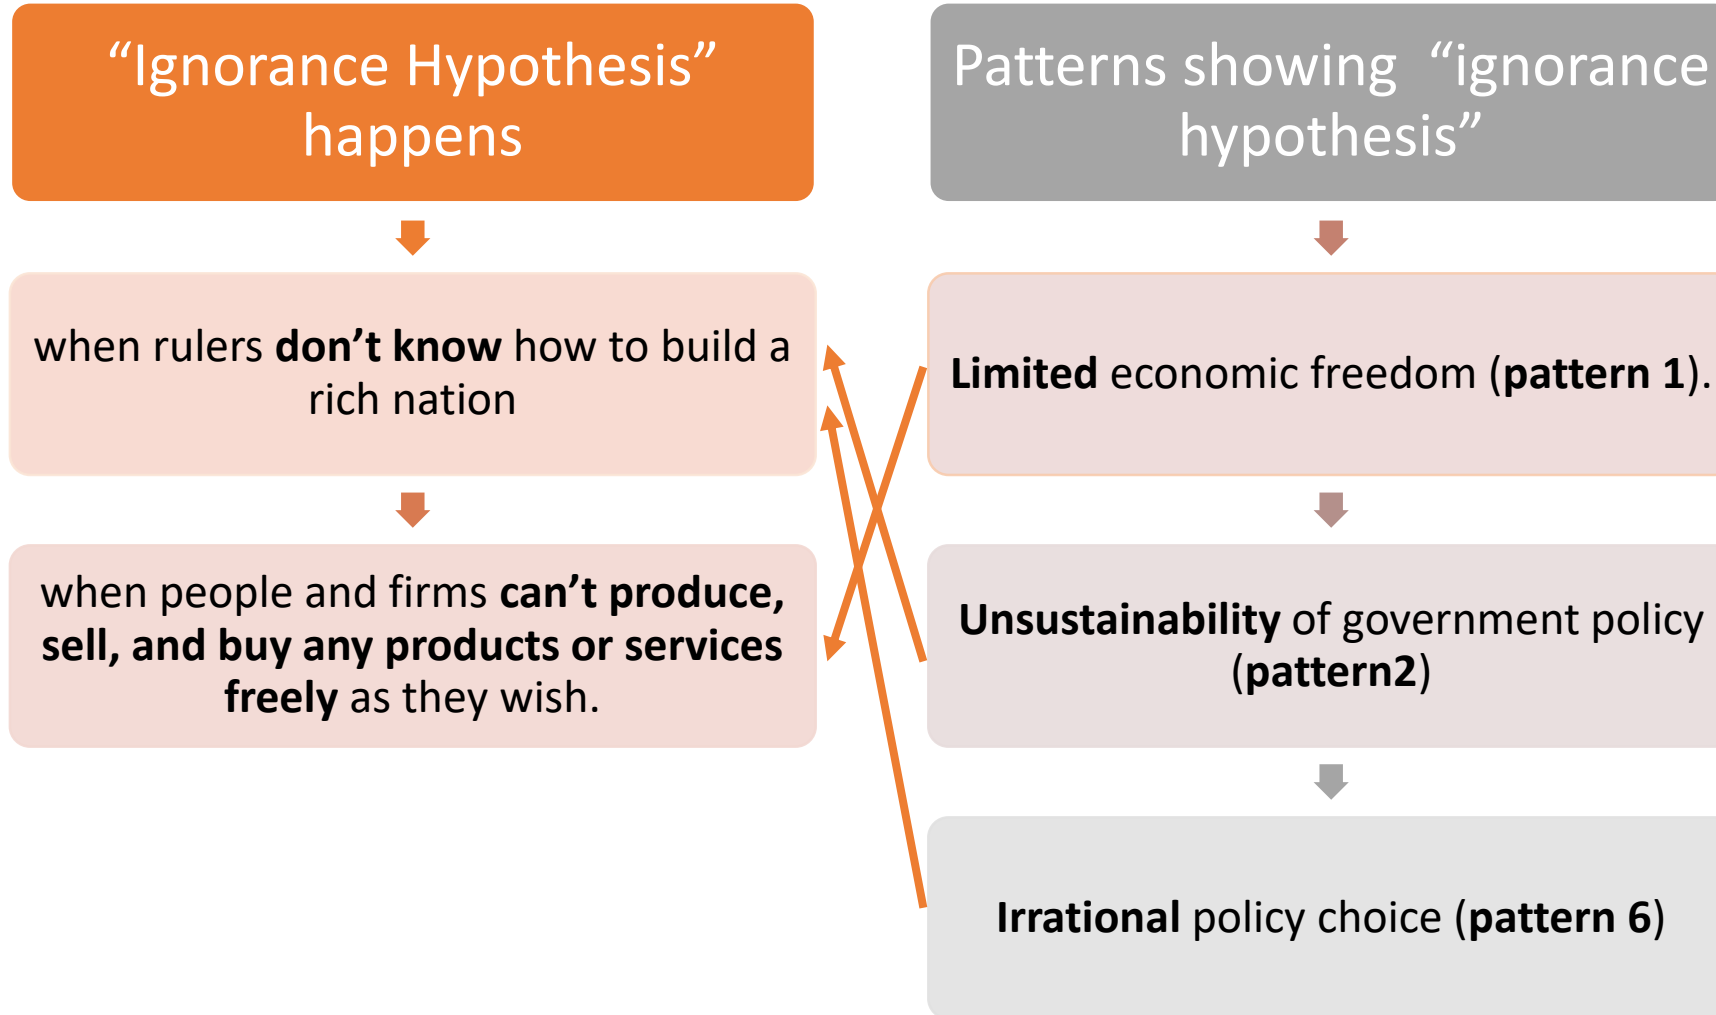 “Ignorance Hypothesis”
happens
when rulers don’t know how to build a
rich nation
when people and firms can’t produce,
sell, and buy any products or services
freely as they wish.
Patterns showing “ignorance
hypothesis”
Limited economic freedom (pattern 1).
Unsustainability of government policy
(pattern2)
Irrational policy choice (pattern 6)